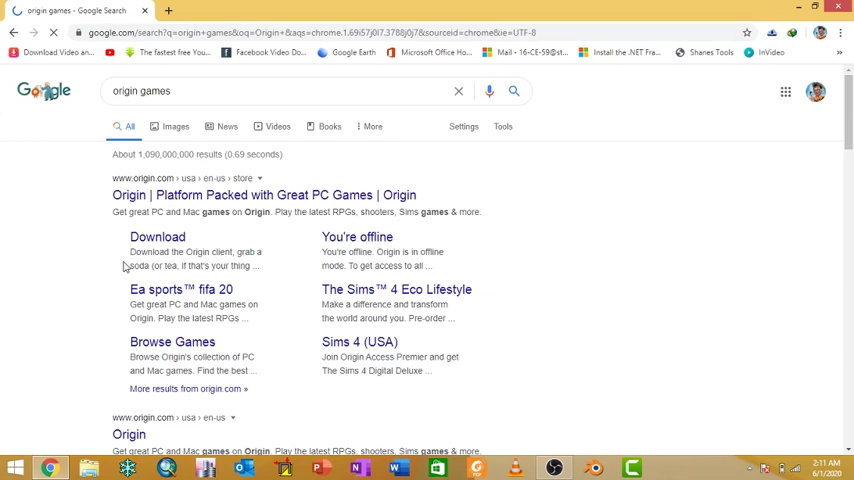 origin games - Google Search
google.com/search?q=origin+games&oq=Origin+&aqs=chrome.1.69i57j0l7.3788j0j7&sourceid=chrome&ie=UTF-8
Download Video an... The fastest free You... Facebook Video Do... Google Earth Microsoft Office Ho... Mail - 16-CE-59@st... Install the .NET Fra... Shanes Tools InVideo
Google origin games
All Images News Videos Books More Settings Tools
About 1,090,000,000 results (0.69 seconds)
www.origin.com › usa › en-us › store
Origin | Platform Packed with Great PC Games | Origin
Get great PC and Mac games on Origin. Play the latest RPGs, shooters, Sims games & more.
Download
Download the Origin client, grab a
soda (or tea, if that's your thing ...
You're offline
You're offline. Origin is in offline
mode. To get access to all ...
Ea sports™ fifa 20
Get great PC and Mac games on
Origin. Play the latest RPGs ...
The Sims™ 4 Eco Lifestyle
Make a difference and transform
the world around you. Pre-order ...
Browse Games
Browse Origin's collection of PC
and Mac games. Find the best ...
Sims 4 (USA)
Join Origin Access Premier and get
The Sims 4 Digital Deluxe ...
More results from origin.com »
www.origin.com › usa › en-us
Origin
Get great PC and Mac games on Origin. Play the latest RPGs, shooters, Sims games & more.
2:11 AM
6/1/2020